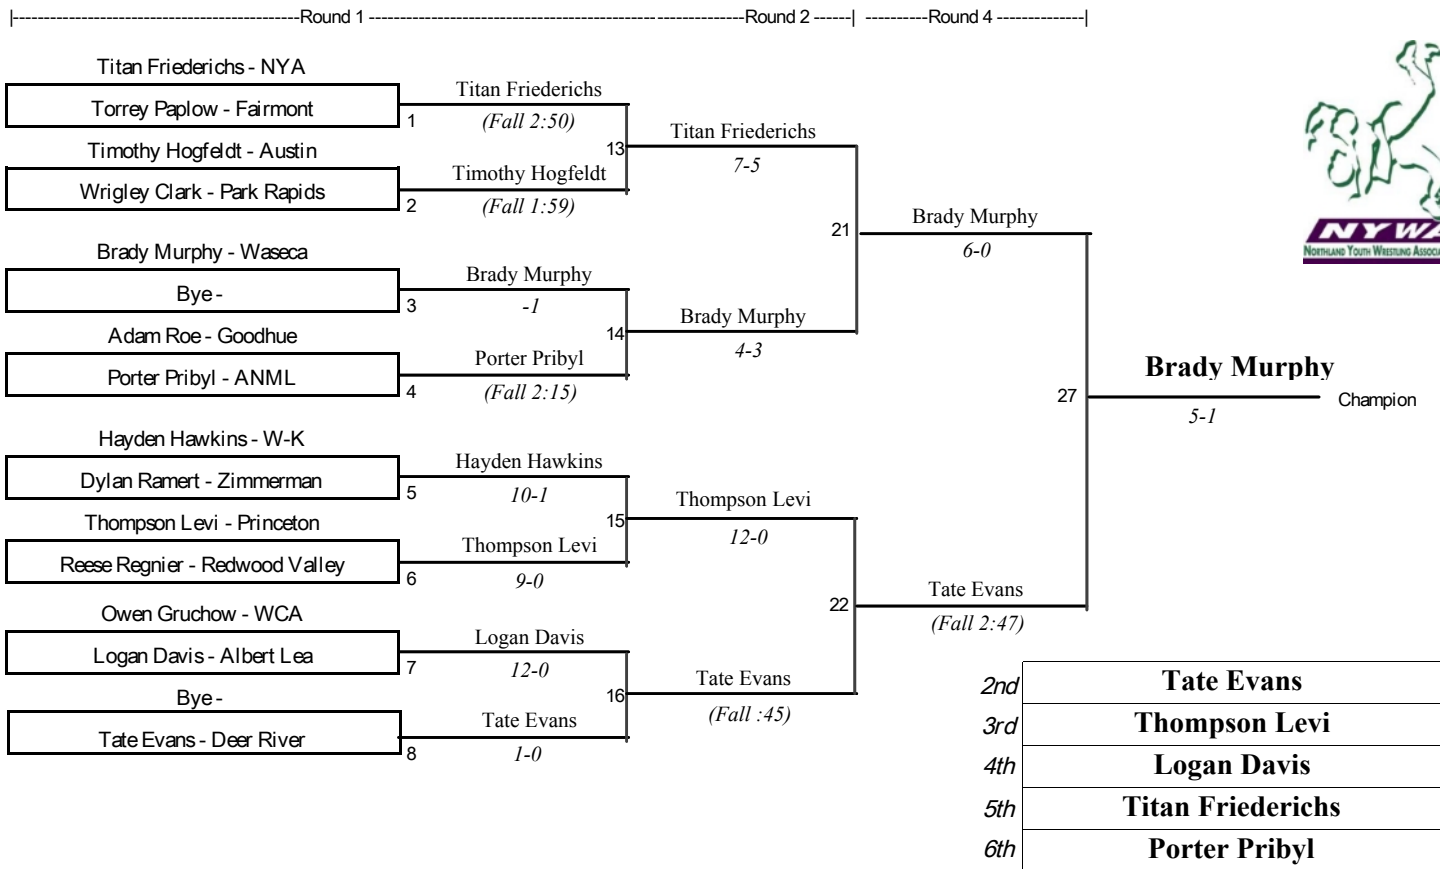 |----------------------------------------------Round 1 -------------------------------------------------------------Round 2 ------| ----------Round 4 --------------|
Titan Friederichs - NYA
Torrey Paplow - Fairmont
1
Titan Friederichs
(Fall 2:50)
Timothy Hogfeldt - Austin
Wrigley Clark - Park Rapids
2
Timothy Hogfeldt
(Fall 1:59)
13
Titan Friederichs
7-5
Brady Murphy - Waseca
Bye -
3
Brady Murphy
-1
Adam Roe - Goodhue
Porter Pribyl - ANML
4
Porter Pribyl
(Fall 2:15)
14
Brady Murphy
4-3
21
Brady Murphy
6-0
Hayden Hawkins - W-K
Dylan Ramert - Zimmerman
5
Hayden Hawkins
10-1
Thompson Levi - Princeton
Reese Regnier - Redwood Valley
6
Thompson Levi
9-0
15
Thompson Levi
12-0
Owen Gruchow - WCA
Logan Davis - Albert Lea
7
Logan Davis
12-0
Bye -
Tate Evans - Deer River
8
Tate Evans
1-0
16
Tate Evans
(Fall :45)
22
Tate Evans
(Fall 2:47)
27
Brady Murphy
5-1
Champion
NYWA
Northland Youth Wrestling
2nd Tate Evans
3rd Thompson Levi
4th Logan Davis
5th Titan Friederichs
6th Porter Pribyl